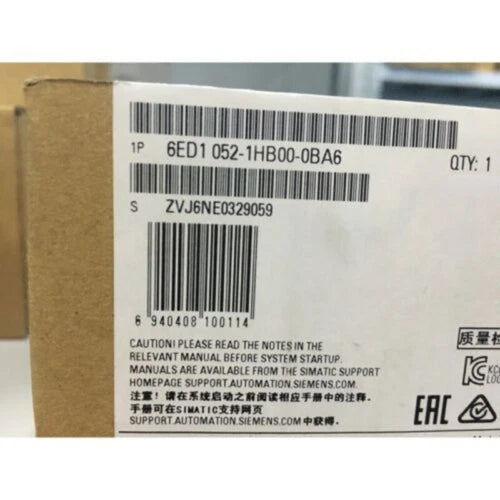 1P 6ED1 052-1HB00-0BA6 QTY: 1
S ZVJ6NE0329059
6 940408 100114
CAUTION! PLEASE READ THE NOTES IN THE
RELEVANT MANUAL BEFORE SYSTEM STARTUP.
MANUALS ARE AVAILABLE FROM THE SIMATIC SUPPORT
HOMEPAGE SUPPORT.AUTOMATION.SIEMENS.COM
注意! 请在系统启动之前阅读相应手册中的注释。
手册可在SIMATIC支持网页
SUPPORT.AUTOMATION.SIEMENS.COM 中获得.
质量检
EAC